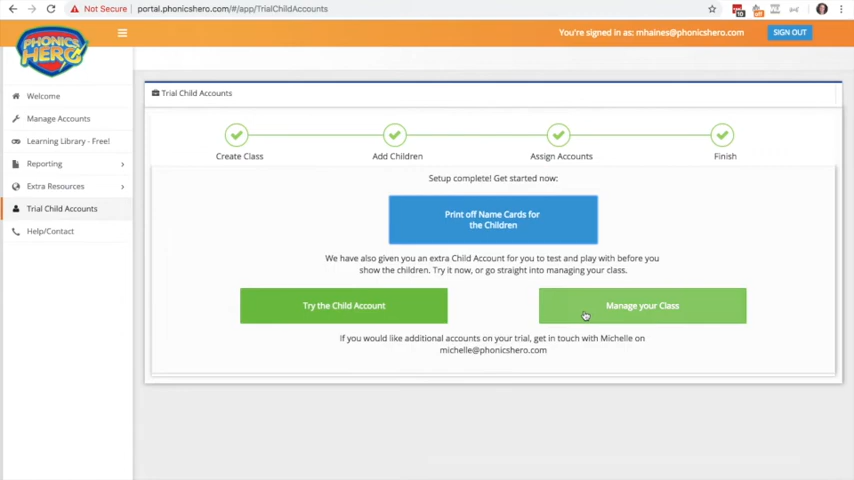 Not Secure
portal.phonicshero.com/#/app/TrialChildAccounts
PHONICS
HERO
You're signed in as: mhaines@phonicshero.com
SIGN OUT
Welcome
Manage Accounts
Learning Library - Free!
Reporting
Extra Resources
Trial Child Accounts
Help/Contact
Trial Child Accounts
Create Class
Add Children
Assign Accounts
Finish
Setup complete! Get started now:
Print off Name Cards for
the Children
We have also given you an extra Child Account for you to test and play with before you
show the children. Try it now, or go straight into managing your class.
Try the Child Account
Manage your Class
If you would like additional accounts on your trial, get in touch with Michelle on
michelle@phonicshero.com